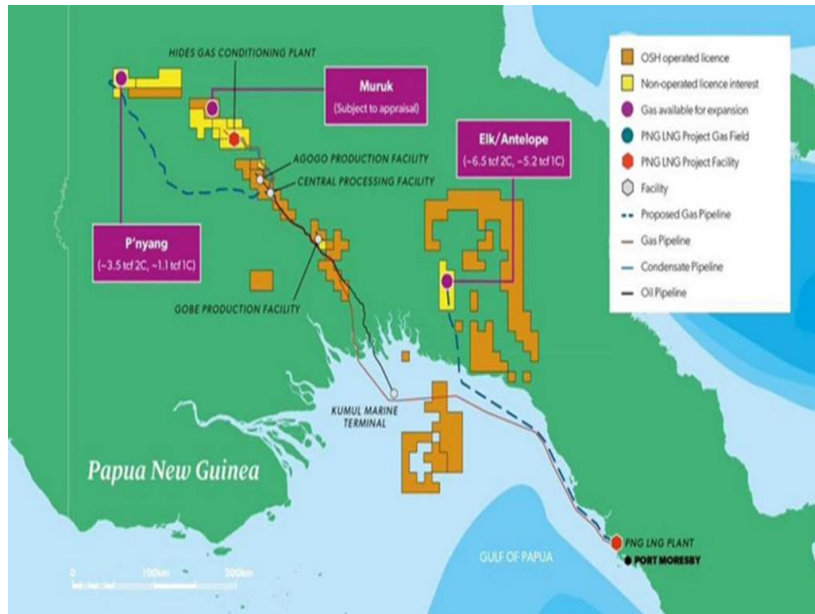 HIDES GAS CONDITIONING PLANT
Muruk
(Subject to appraisal)
Elk/Antelope
(~6.5 tcf 2C, ~5.2 tcf 1C)
AGOGO PRODUCTION FACILITY
CENTRAL PROCESSING FACILITY
P'nyang
(~3.5 tcf 2C, ~1.1 tcf 1C)
GOBE PRODUCTION FACILITY
KUMUL MARINE
TERMINAL
Papua New Guinea
GULF OF PAPUA
PNG LNG PLANT
PORT MORESBY
0
100km
200km
OSH operated licence
Non-operated licence interest
Gas available for expansion
PNG LNG Project Gas Field
PNG LNG Project Facility
Facility
Proposed Gas Pipeline
Gas Pipeline
Condensate Pipeline
Oil Pipeline